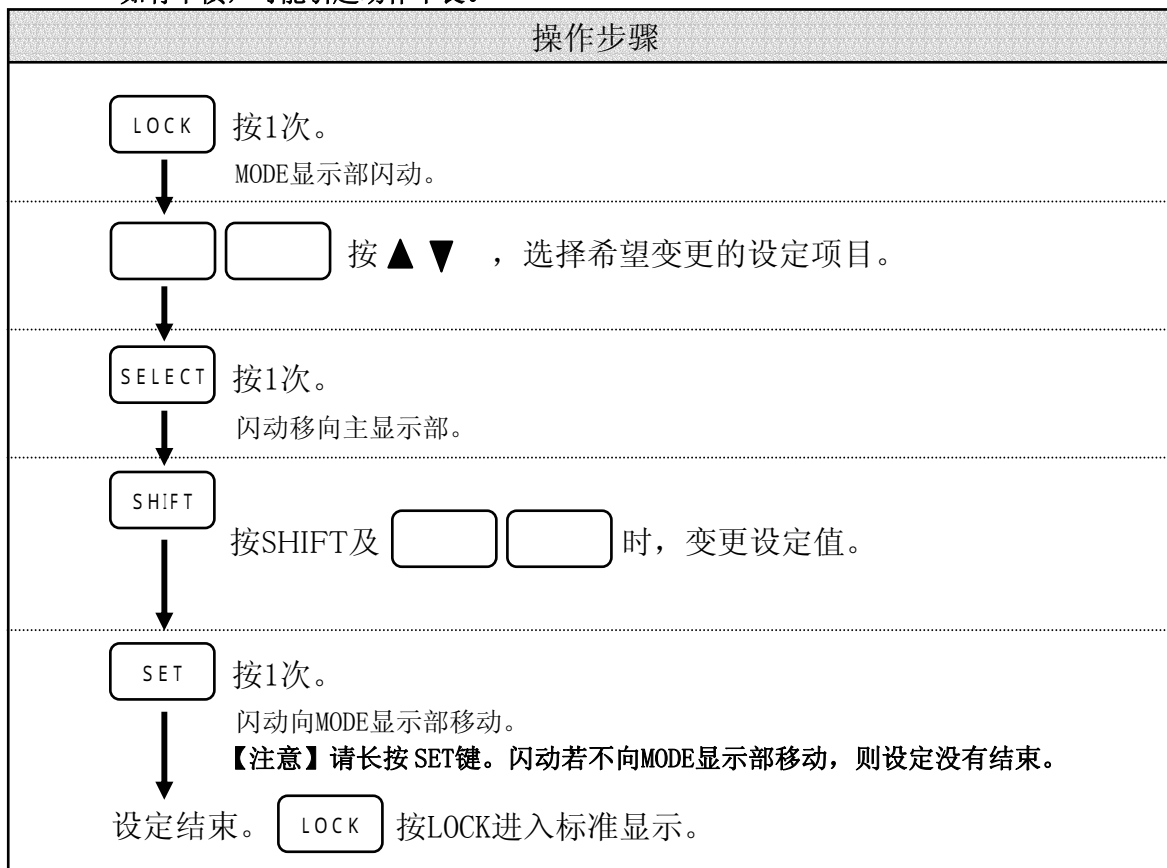 操作步骤
LOCK 按1次。
MODE显示部闪动。
按 ▲ ▼ ，选择希望变更的设定项目。
SELECT 按1次。
闪动移向主显示部。
SHIFT
按SHIFT及 时，变更设定值。
SET 按1次。
闪动向MODE显示部移动。
【注意】请长按 SET键。闪动若不向MODE显示部移动，则设定没有结束。
设定结束。 LOCK 按LOCK进入标准显示。